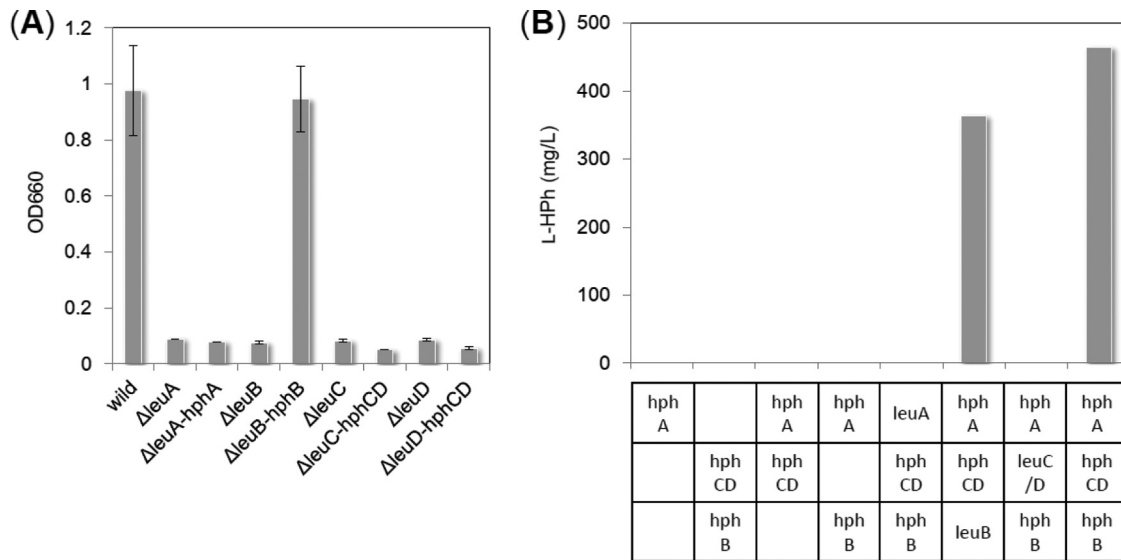 (A)
1.2
1
0.8
0.6
0.4
0.2
0
OD660
wild
ΔleuA
ΔleuA-hphA
ΔleuB
ΔleuB-hphB
ΔleuC
ΔleuC-hphCD
ΔleuD
ΔleuD-hphCD
(B)
500
400
300
200
100
0
L-HPh (mg/L)
hph hph hph leuA hph hph hph
A A A A A A
hph hph hph hph leuC hph
CD CD CD CD /D CD
hph hph hph leuB hph hph
B B B B B